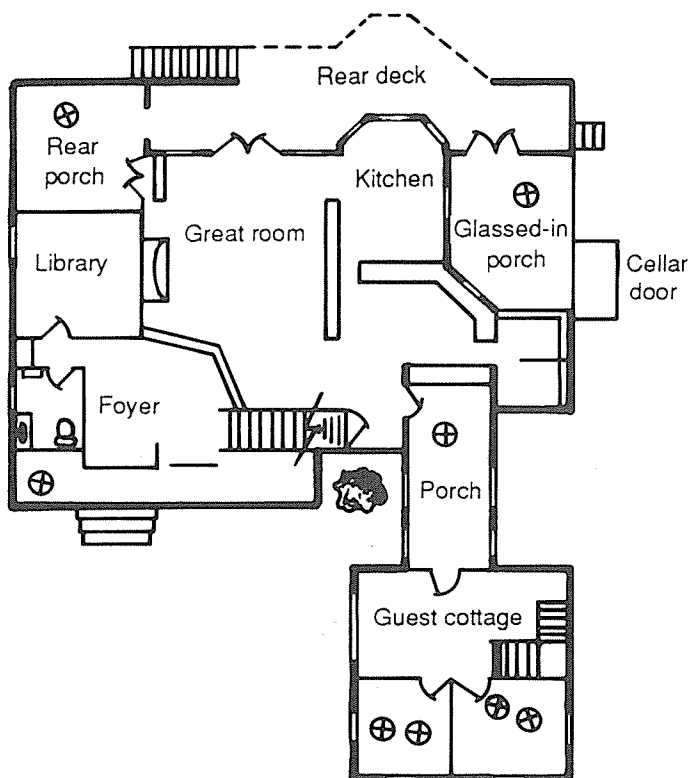 Rear deck
Rear
porch
Kitchen
Great room
Glassed-in
porch
Library
Cellar
door
Foyer
Porch
Guest cottage